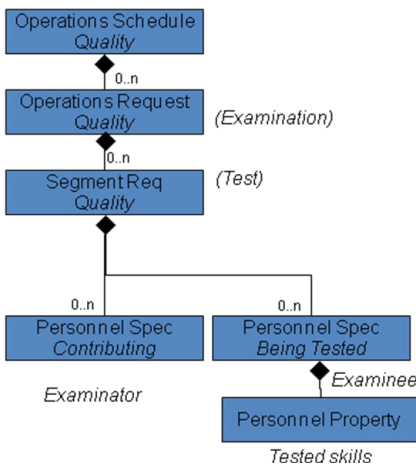 Operations Schedule
Quality
0..n
Operations Request
Quality
(Examination)
0..n
Segment Req
Quality
(Test)
0..n
0..n
Personnel Spec
Contributing
Personnel Spec
Being Tested
Examinator
Examinee
Personnel Property
Tested skills